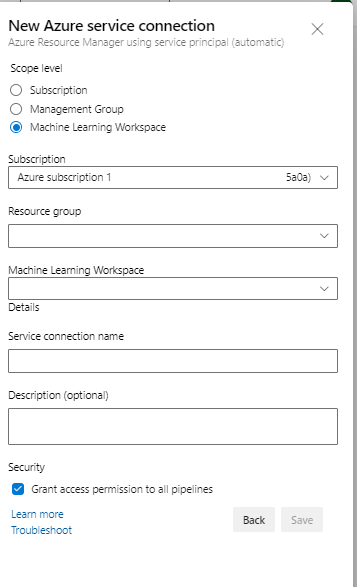 New Azure service connection
Azure Resource Manager using service principal (automatic)
Scope level
Subscription
Management Group
Machine Learning Workspace
Subscription
Azure subscription 1 5a0a)
Resource group
Machine Learning Workspace
Details
Service connection name
Description (optional)
Security
Grant access permission to all pipelines
Learn more
Troubleshoot
Back
Save